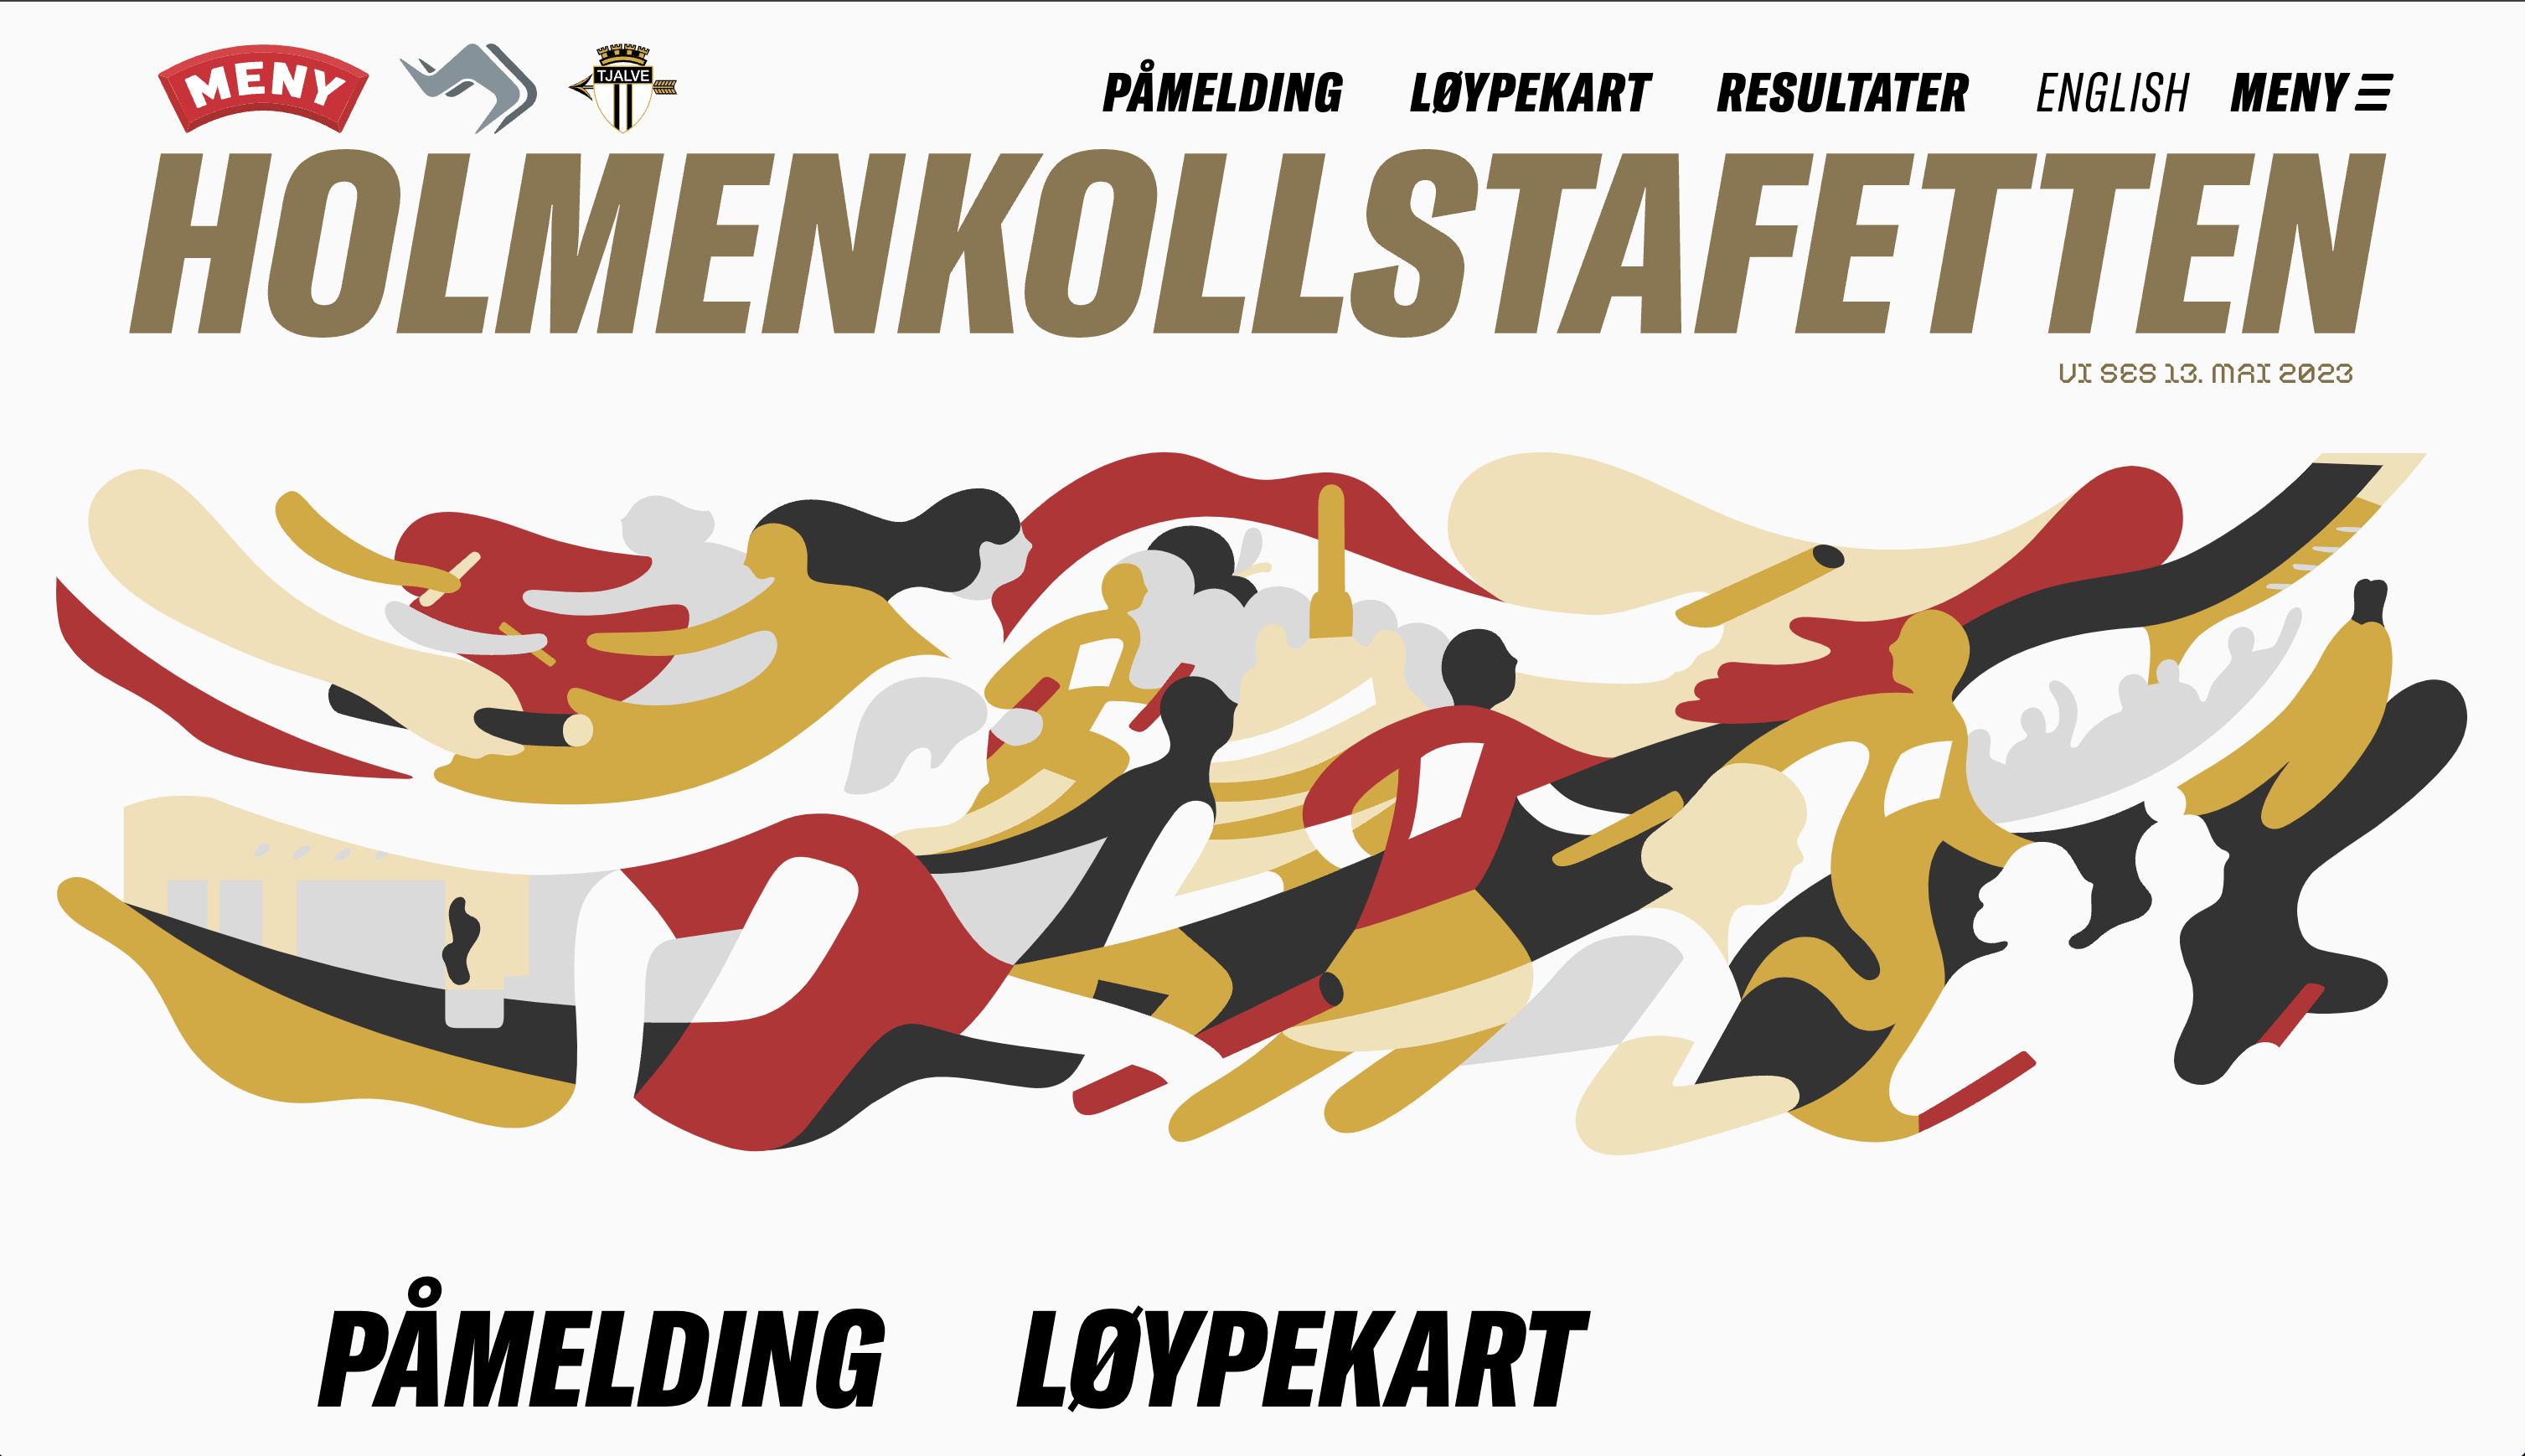 MENY
TJALVE
PÅMELDING LØYPEKART RESULTATER ENGLISH MENY
HOLMENKOLLSTAFETTEN
VI SES 13. MAI 2023
PÅMELDING LØYPEKART